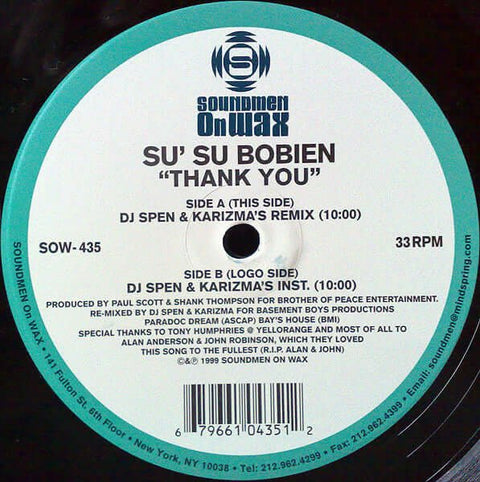 SOUNDMEN
On WAX
SU' SU BOBIEN
"THANK YOU"
SIDE A (THIS SIDE)
DJ SPEN & KARIZMA'S REMIX (10:00)
SOW-435
33 RPM
SIDE B (LOGO SIDE)
DJ SPEN & KARIZMA'S INST. (10:00)
PRODUCED BY PAUL SCOTT & SHANK THOMPSON FOR BROTHER OF PEACE ENTERTAINMENT.
RE-MIXED BY DJ SPEN & KARIZMA FOR BASEMENT BOYS PRODUCTIONS
PARADOC DREAM (ASCAP) BAY'S HOUSE (BMI)
SPECIAL THANKS TO TONY HUMPHRIES @ YELLORANGE AND MOST OF ALL TO
ALAN ANDERSON & JOHN ROBINSON, WHICH THEY LOVED
THIS SONG TO THE FULLEST (R.I.P. ALAN & JOHN)
©&℗ 1999 SOUNDMEN ON WAX
6 79661 04351 2
SOUNDMEN On WAX • 141 Fulton St. 6th Floor • New York, NY 10038 • Tel: 212.962.4299 • Fax: 212.962.4399 • Email: soundmen@mindspring.com